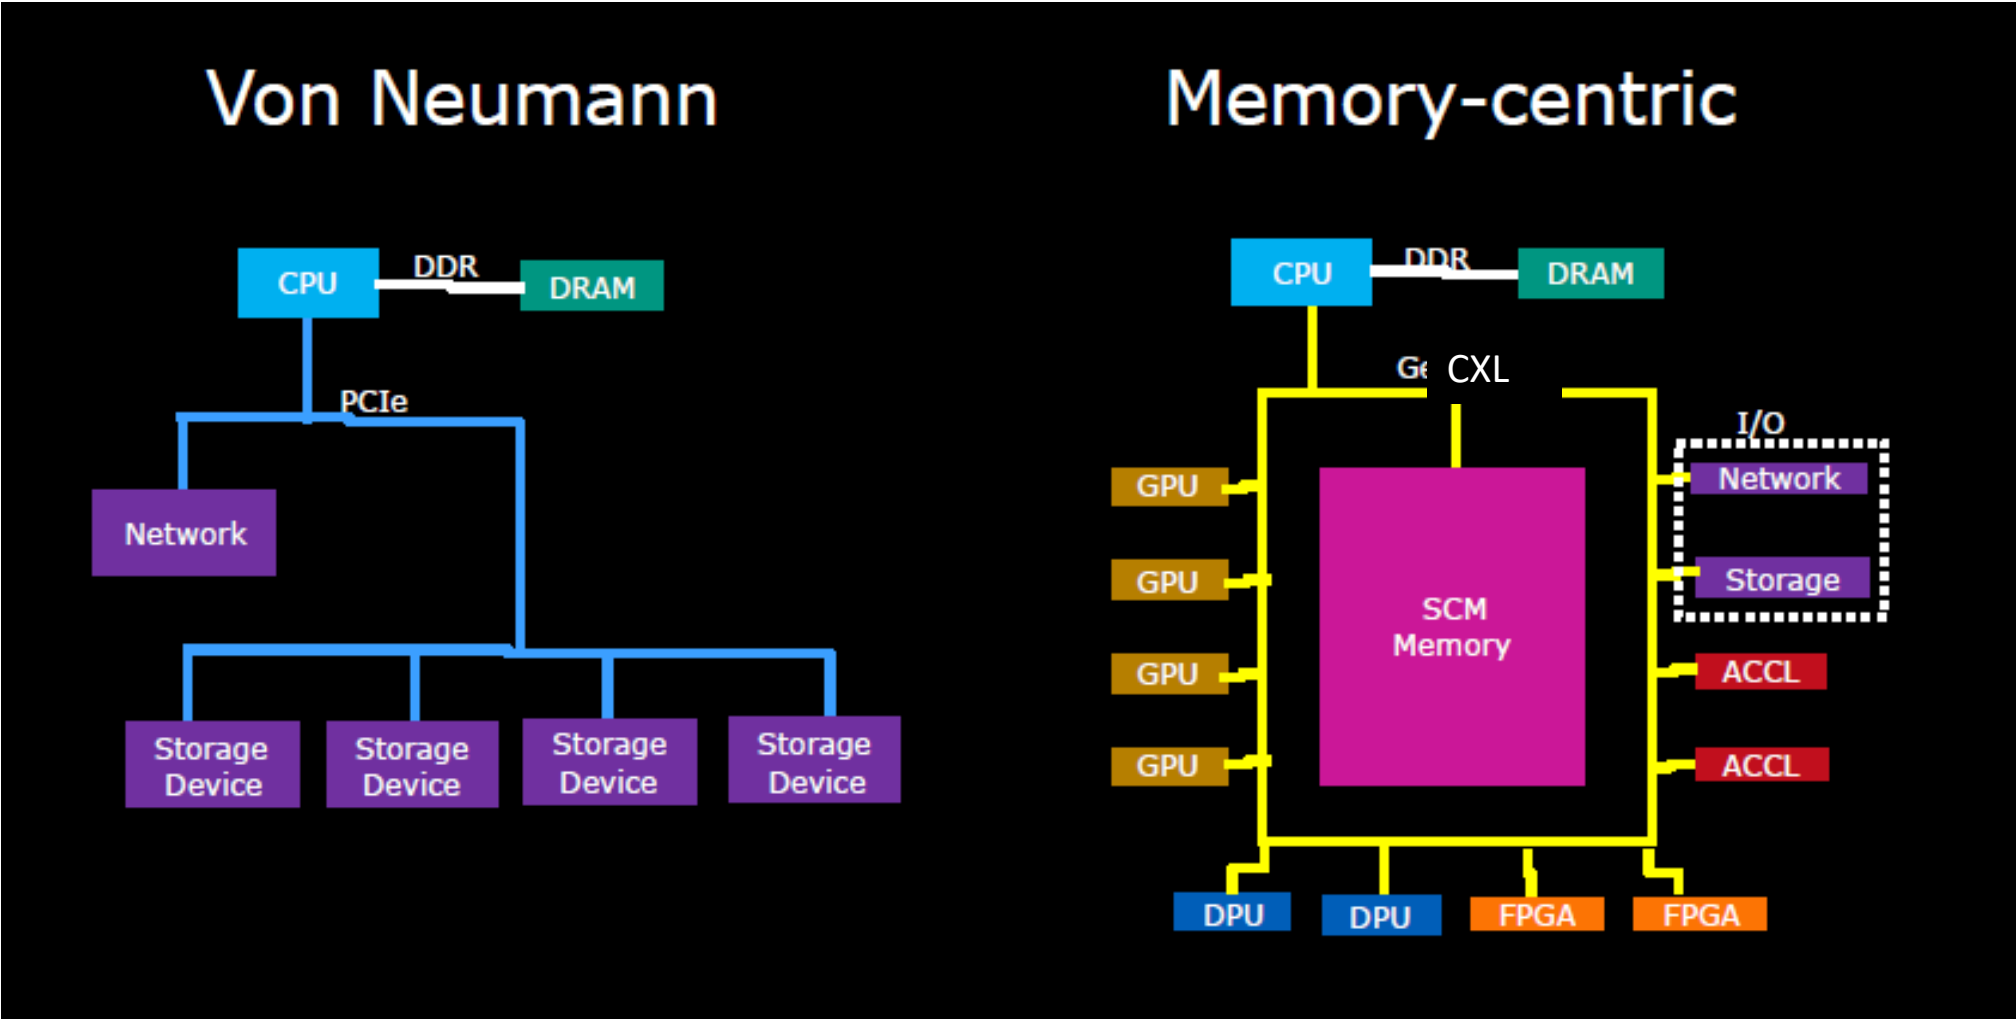 Von Neumann
CPU
DDR
DRAM
PCIe
Network
Storage
Device
Storage
Device
Storage
Device
Storage
Device
Memory-centric
CPU
DDR
DRAM
CXL
I/O
GPU
GPU
GPU
GPU
SCM
Memory
Network
Storage
ACCL
ACCL
DPU
DPU
FPGA
FPGA